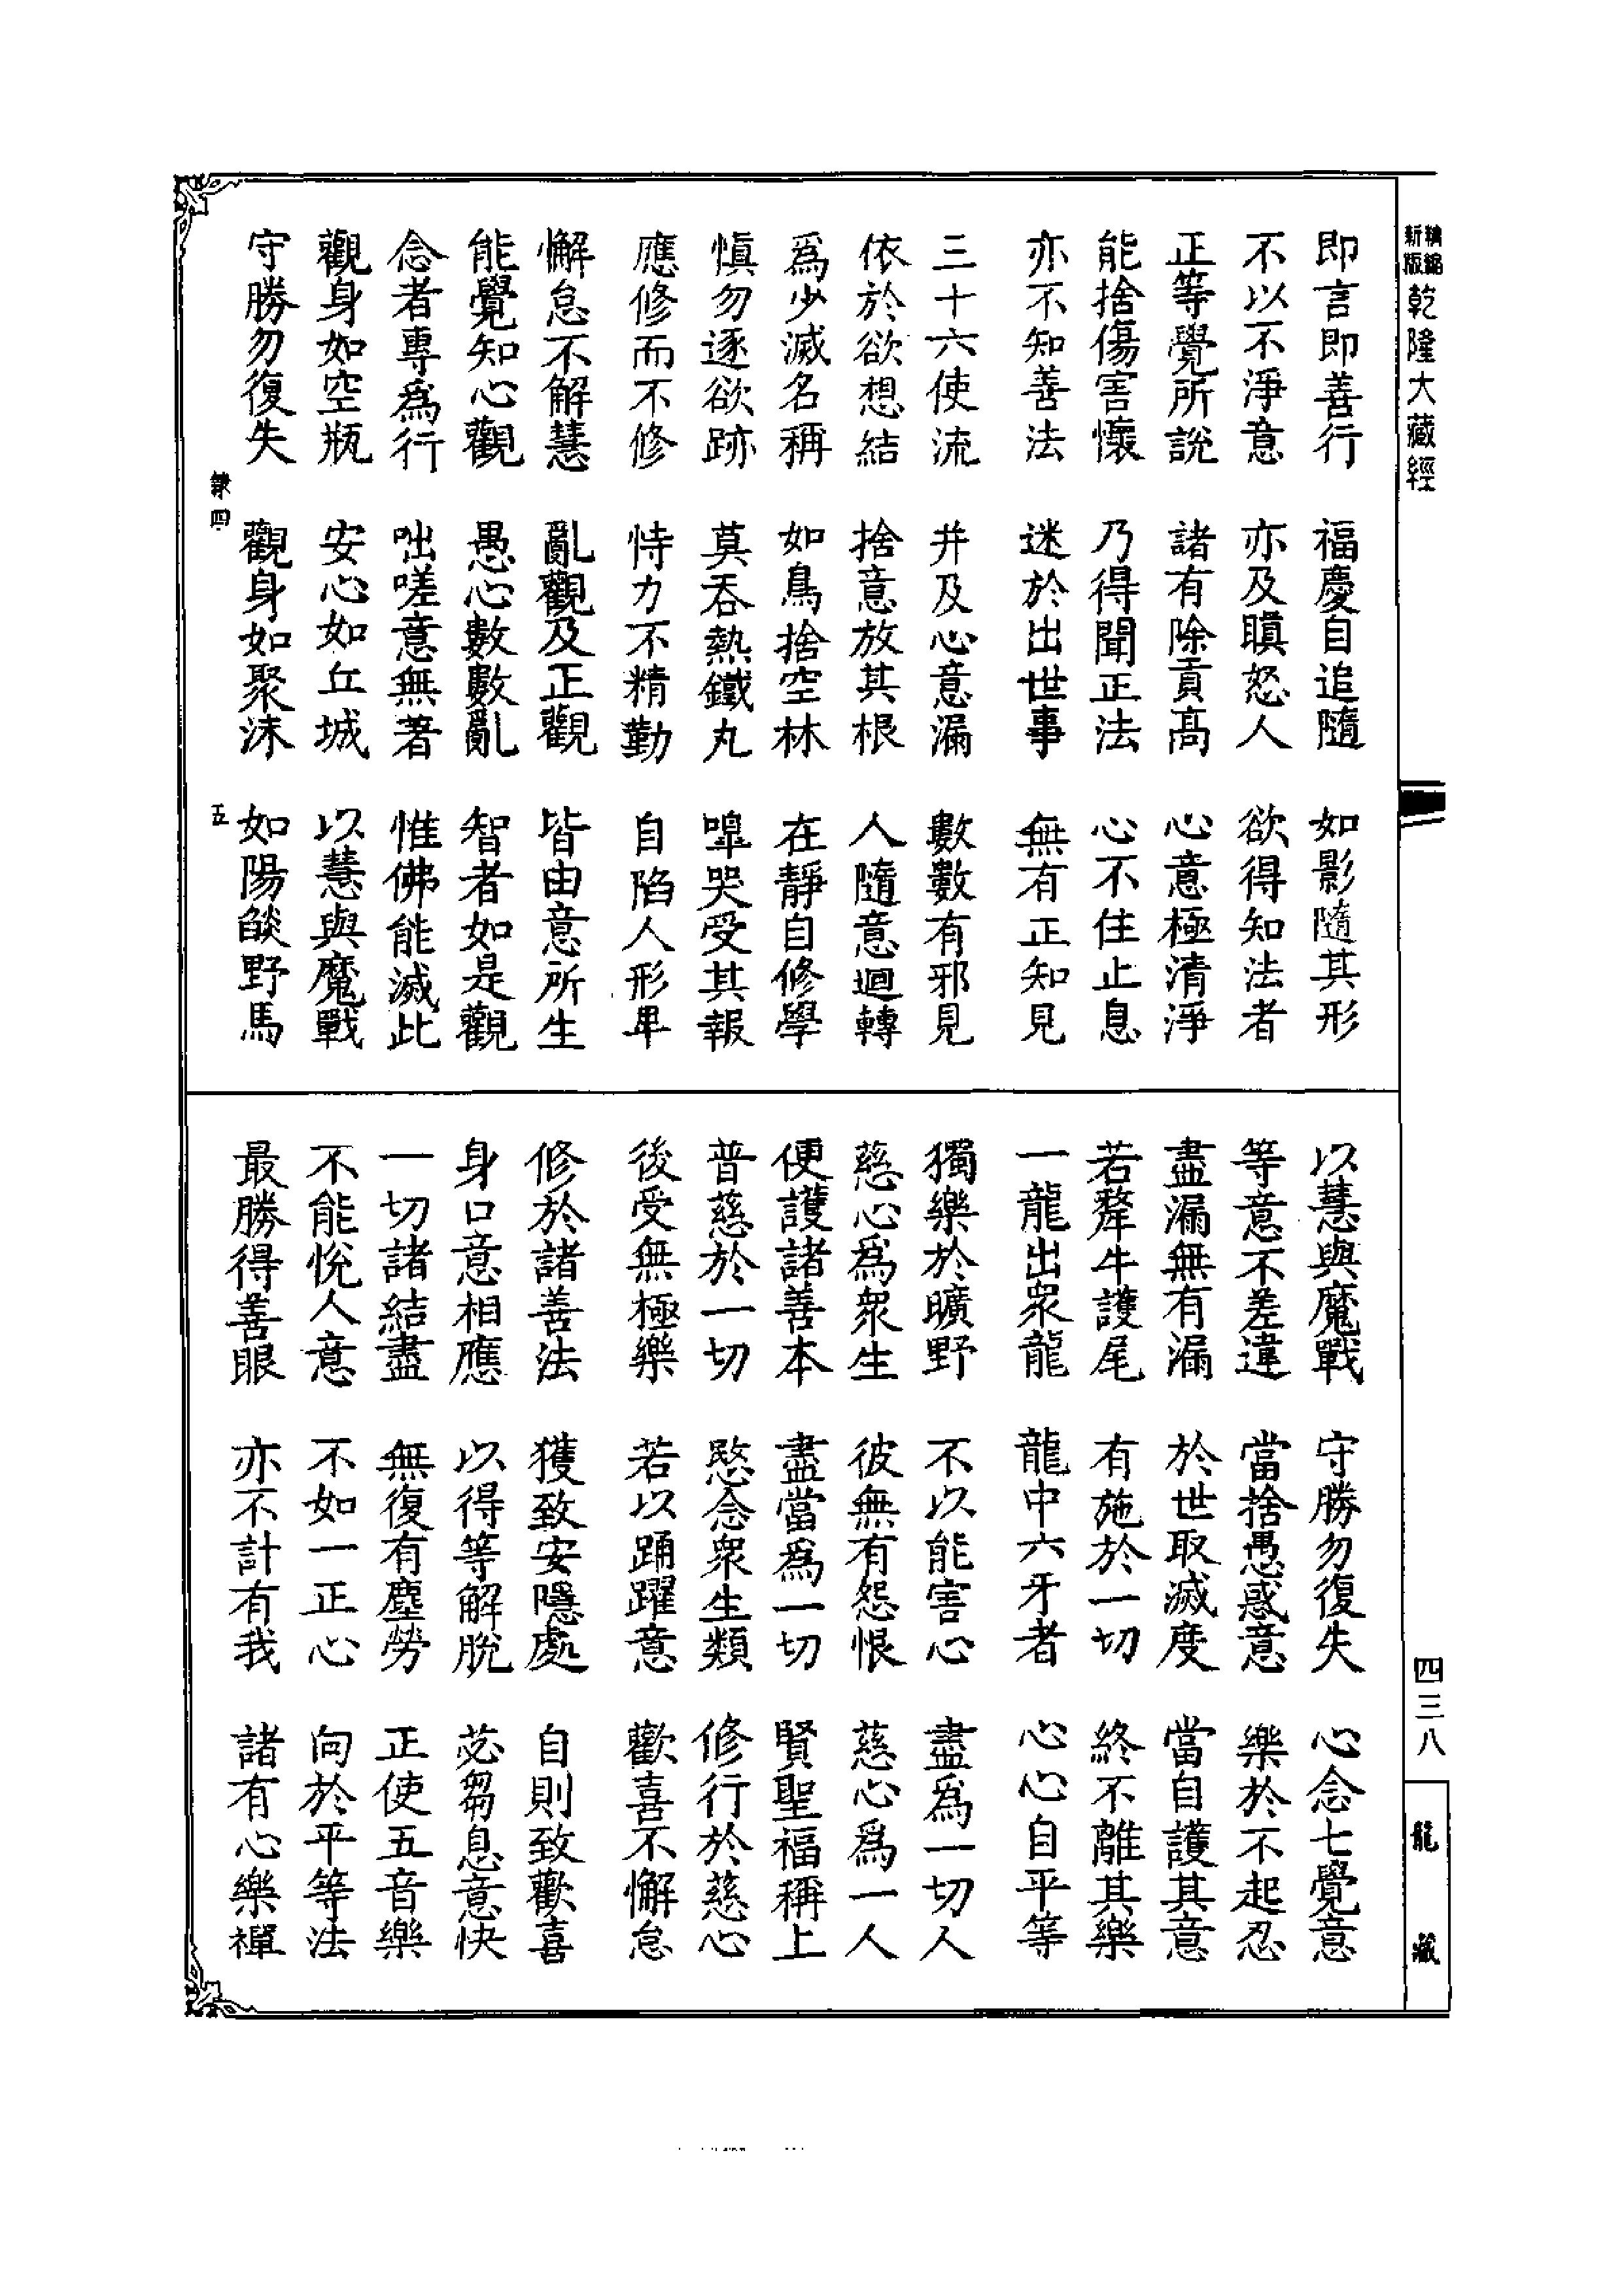 精縮新版乾隆大藏經
即言即善行　福慶自追隨　如影隨其形
不以不淨意　亦及瞋怒人　欲得知法者
正等覺所說　諸有除貢高　心意極清淨
能捨傷害懷　乃得聞正法　心不住止息
亦不知善法　迷於出世事　無有正知見
三十六使流　并及心意漏　數數有邪見
依於欲想結　捨意放其根　人隨意迴轉
為少滅名稱　如鳥捨空林　在靜自修學
慎勿逐欲跡　莫吞熱鐵丸　嘷哭受其報
應修而不修　恃力不精勤　自陷人形卑
懈怠不解慧　亂觀及正觀　皆由意所生
能覺知心觀　愚心數數亂　智者如是觀
念者專為行　咄嗟意無著　惟佛能滅此
觀身如空瓶　安心如丘城　以慧與魔戰
守勝勿復失　觀身如聚沫　如陽燄野馬
隸四　五
以慧與魔戰　守勝勿復失　心念七覺意
等意不差違　當捨愚惑意　樂於不起忍
盡漏無有漏　於世取滅度　當自護其意
若犛牛護尾　有施於一切　終不離其樂
一龍出眾龍　龍中六牙者　心心自平等
獨樂於曠野　不以能害心　盡為一切人
慈心為眾生　彼無有怨恨　慈心為一人
便護諸善本　盡當為一切　賢聖福稱上
普慈於一切　愍念眾生類　修行於慈心
後受無極樂　若以踊躍意　歡喜不懈怠
修於諸善法　獲致安隱處　自則致歡喜
身口意相應　以得等解脫　苾芻息意快
一切諸結盡　無復有塵勞　正使五音樂
不能悅人意　不如一正心　向於平等法
最勝得善眼　亦不計有我　諸有心樂禪
四三八
龍藏